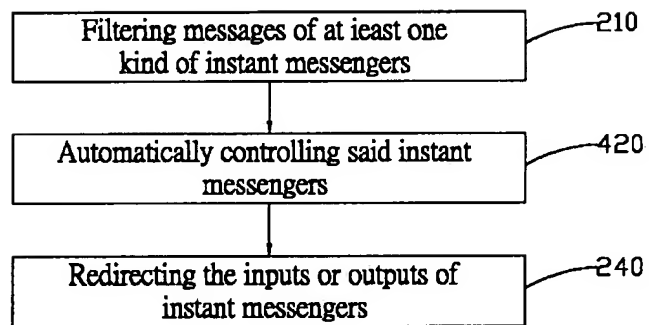 Filtering messages of at ieast one
kind of instant messengers
210
Automatically controlling said instant
messengers
420
Redirecting the inputs or outputs of
instant messengers
240